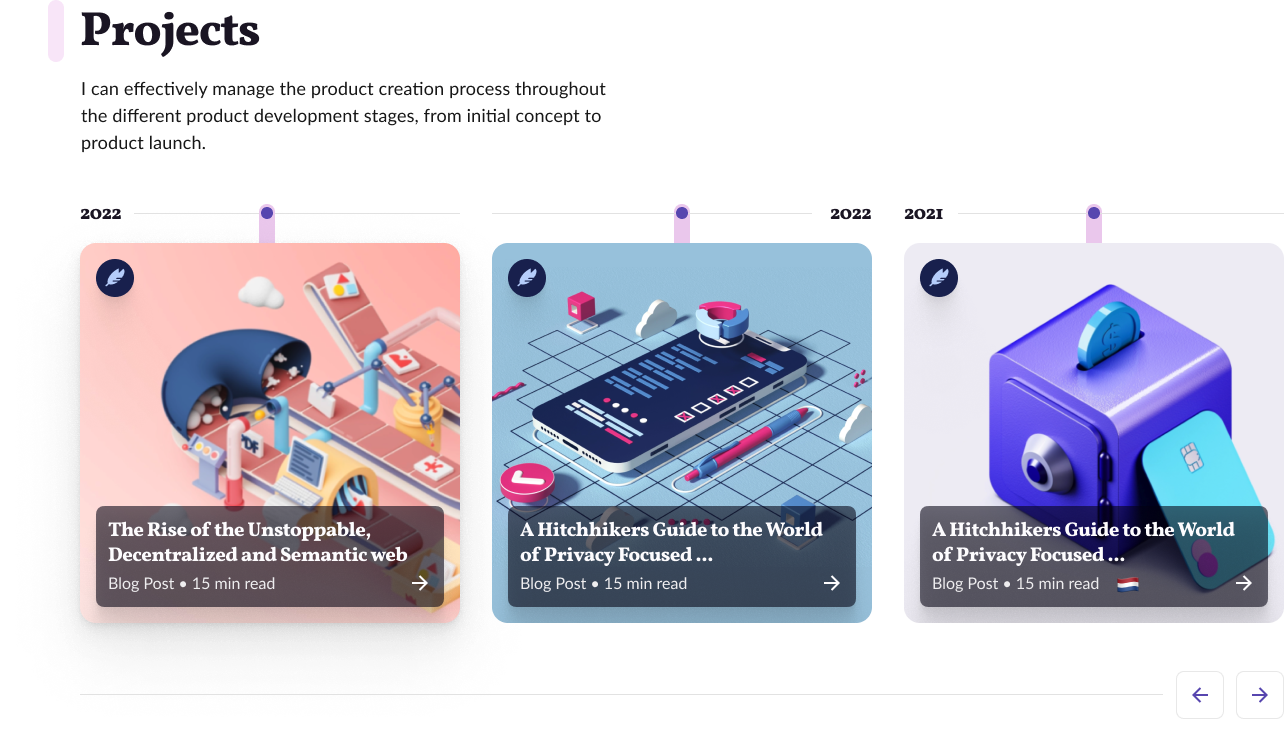 Projects
I can effectively manage the product creation process throughout
the different product development stages, from initial concept to
product launch.
2022
2022
2021
PDF
The Rise of the Unstoppable,
Decentralized and Semantic web
Blog Post • 15 min read
A Hitchhikers Guide to the World
of Privacy Focused ...
Blog Post • 15 min read
A Hitchhikers Guide to the World
of Privacy Focused ...
Blog Post • 15 min read